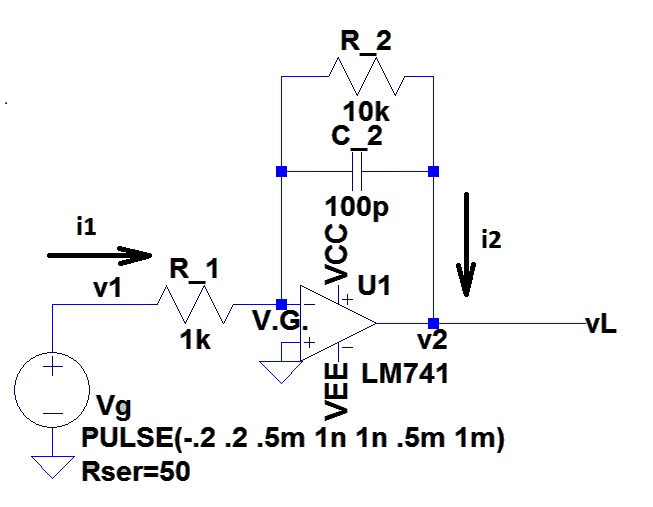 R_2
10k
C_2
100p
i1
i2
R_1
VCC
U1
v1
V.G.
1k
v2
vL
LM741
VEE
Vg
PULSE(-.2 .2 .5m 1n 1n .5m 1m)
Rser=50